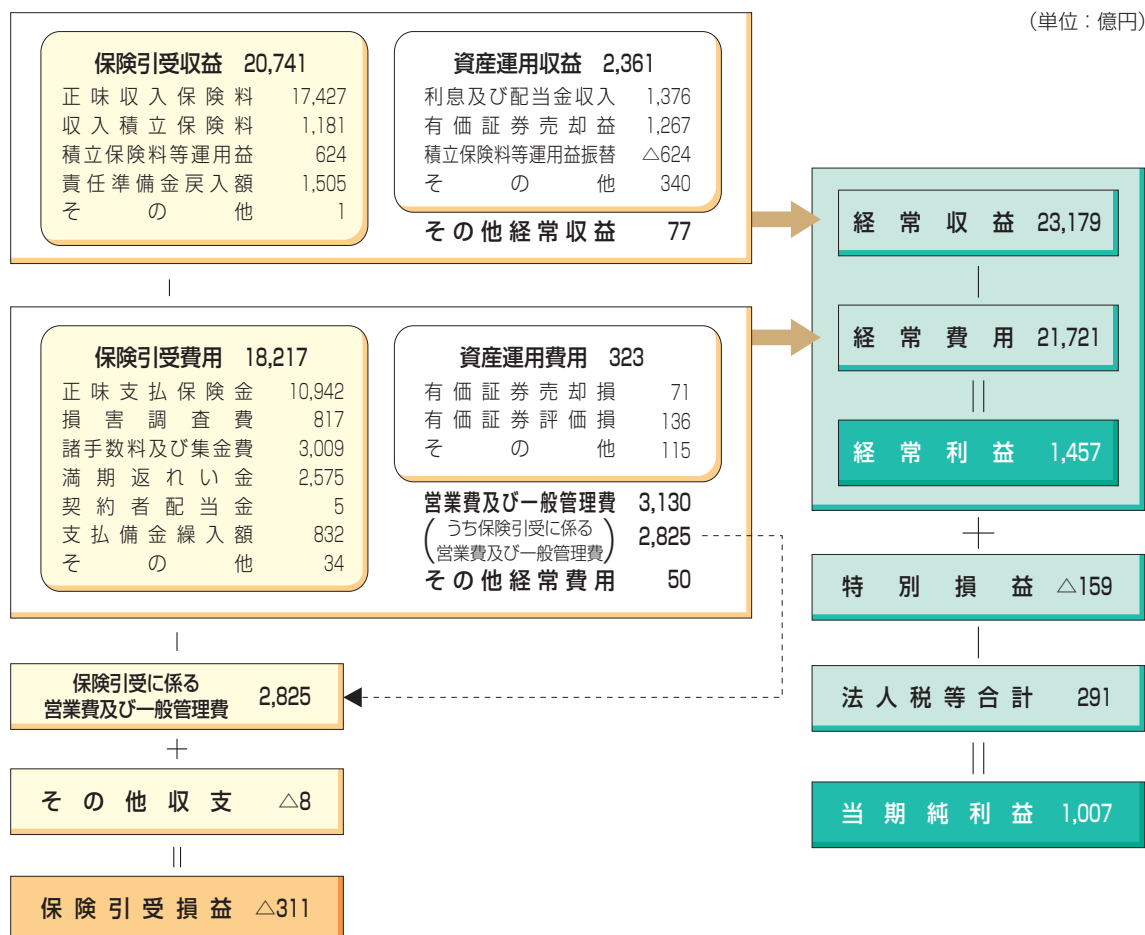 (単位：億円)
保険引受収益 20,741
正味収入保険料 17,427
収入積立保険料 1,181
積立保険料等運用益 624
責任準備金戻入額 1,505
その他 1
資産運用収益 2,361
利息及び配当金収入 1,376
有価証券売却益 1,267
積立保険料等運用益振替 △624
その他 340
その他経常収益 77
保険引受費用 18,217
正味支払保険金 10,942
損害調査費 817
諸手数料及び集金費 3,009
満期返れい金 2,575
契約者配当金 5
支払備金繰入額 832
その他 34
資産運用費用 323
有価証券売却損 71
有価証券評価損 136
その他 115
営業費及び一般管理費 3,130
(うち保険引受に係る
営業費及び一般管理費) 2,825
その他経常費用 50
保険引受に係る
営業費及び一般管理費 2,825
＋
その他収支 △8
保険引受損益 △311
経常収益 23,179
経常費用 21,721
経常利益 1,457
＋
特別損益 △159
法人税等合計 291
当期純利益 1,007